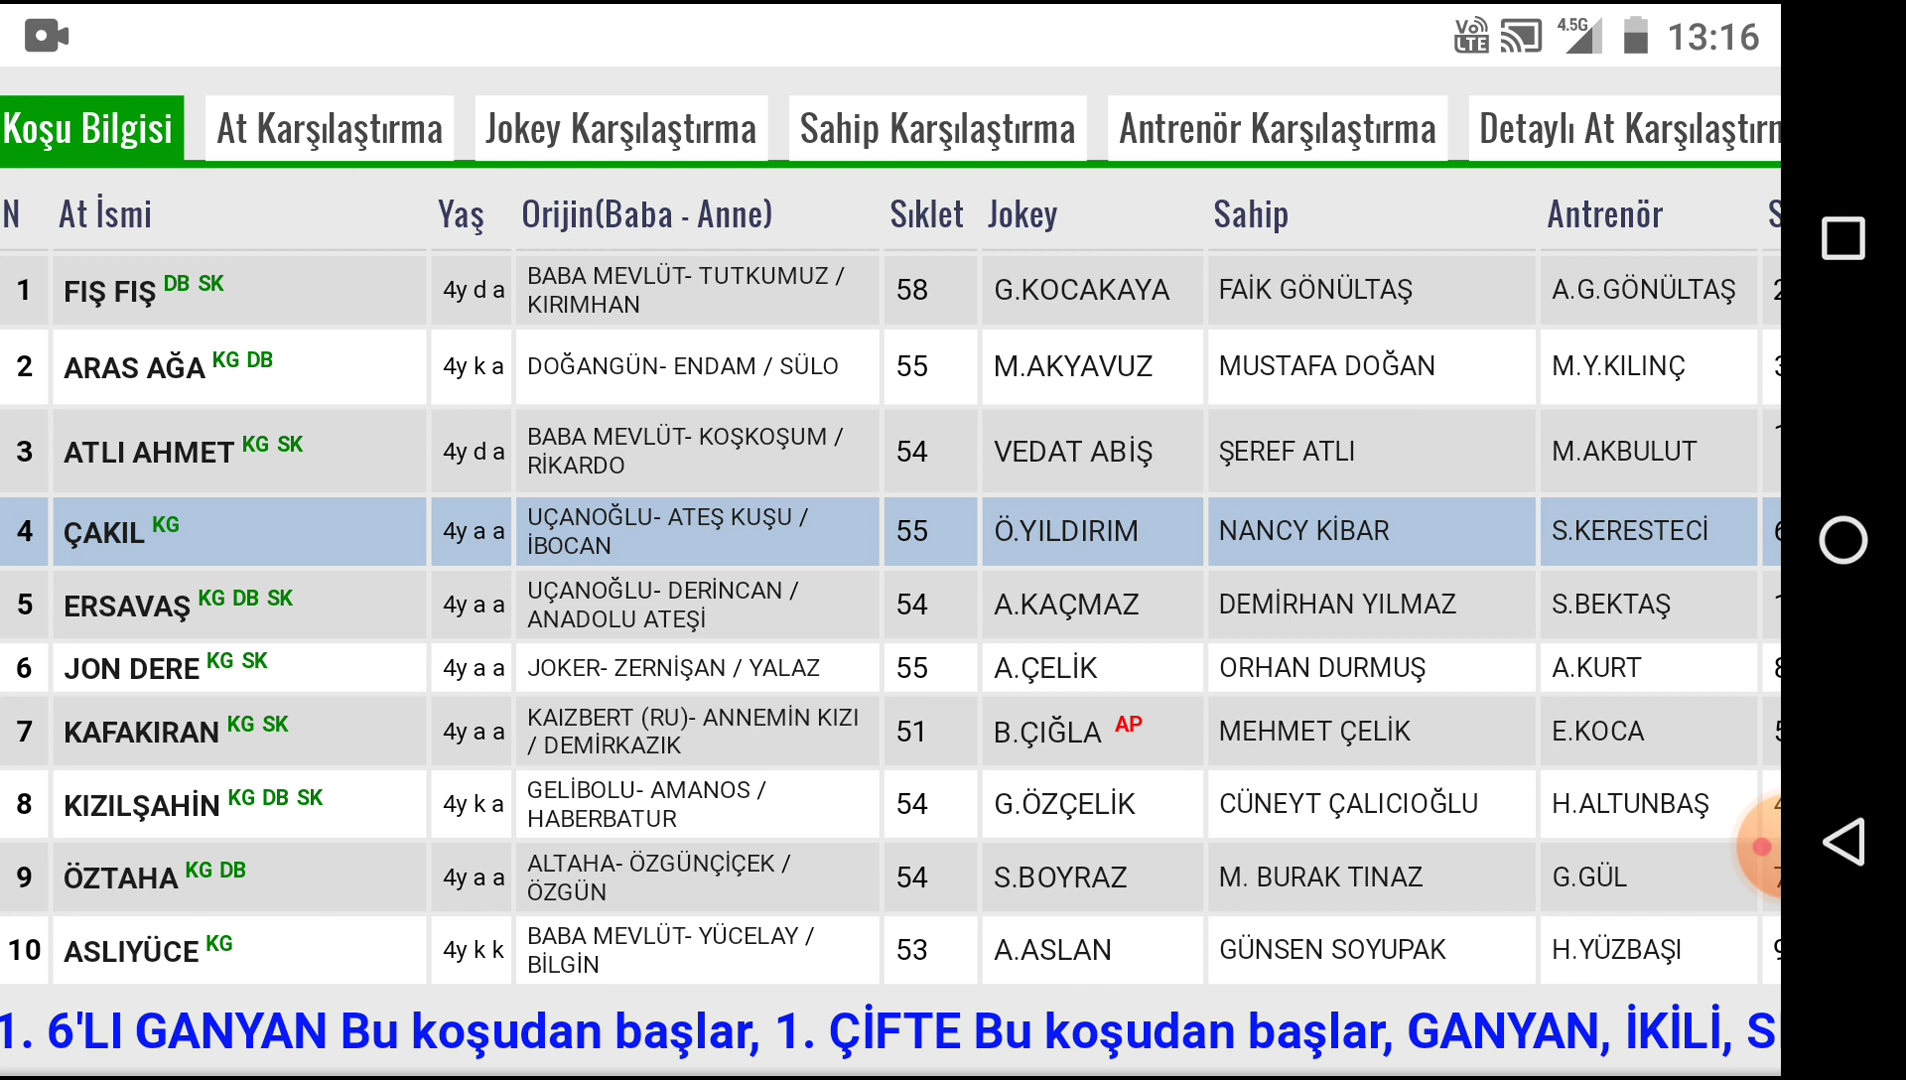 VoLTE 4.5G 13:16
Koşu Bilgisi At Karşılaştırma Jokey Karşılaştırma Sahip Karşılaştırma Antrenör Karşılaştırma Detaylı At
N At İsmi Yaş Orijin(Baba - Anne) Sıklet Jokey Sahip Antrenör
1 FIŞ FIŞ DB SK 4y d a BABA MEVLÜT- TUTKUMUZ / KIRIMHAN 58 G.KOCAKAYA FAİK GÖNÜLTAŞ A.G.GÖNÜLTAŞ
2 ARAS AĞA KG DB 4y k a DOĞANGÜN- ENDAM / SÜLO 55 M.AKYAVUZ MUSTAFA DOĞAN M.Y.KILINÇ
3 ATLI AHMET KG SK 4y d a BABA MEVLÜT- KOŞKOŞUM / RİKARDO 54 VEDAT ABİŞ ŞEREF ATLI M.AKBULUT
4 ÇAKIL KG 4y a a UÇANOĞLU- ATEŞ KUŞU / İBOCAN 55 Ö.YILDIRIM NANCY KİBAR S.KERESTECİ
5 ERSAVAŞ KG DB SK 4y a a UÇANOĞLU- DERİNCAN / ANADOLU ATEŞİ 54 A.KAÇMAZ DEMİRHAN YILMAZ S.BEKTAŞ
6 JON DERE KG SK 4y a a JOKER- ZERNİŞAN / YALAZ 55 A.ÇELİK ORHAN DURMUŞ A.KURT
7 KAFAKIRAN KG SK 4y a a KAIZBERT (RU)- ANNEMİN KIZI / DEMİRKAZIK 51 B.ÇIĞLA AP MEHMET ÇELİK E.KOCA
8 KIZILŞAHİN KG DB SK 4y k a GELİBOLU- AMANOS / HABERBATUR 54 G.ÖZÇELİK CÜNEYT ÇALICIOĞLU H.ALTUNBAŞ
9 ÖZTAHA KG DB 4y a a ALTAHA- ÖZGÜNÇİÇEK / ÖZGÜN 54 S.BOYRAZ M. BURAK TINAZ G.GÜL
10 ASLIYÜCE KG 4y k k BABA MEVLÜT- YÜCELAY / BİLGİN 53 A.ASLAN GÜNSEN SOYUPAK H.YÜZBAŞI
1. 6'LI GANYAN Bu koşudan başlar, 1. ÇİFTE Bu koşudan başlar, GANYAN, İKİLİ,